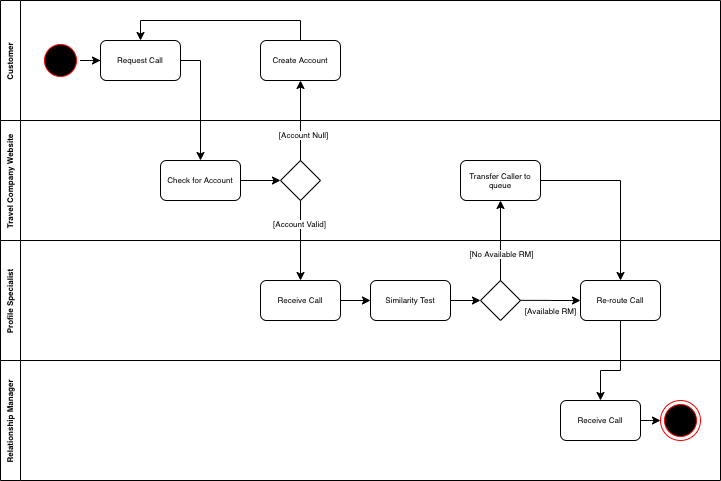 Customer
Request Call
Create Account
[Account Null]
Travel Company Website
Check for Account
Transfer Caller to
queue
[Account Valid]
[No Available RM]
Profile Specialist
Receive Call
Similarity Test
Re-route Call
[Available RM]
Relationship Manager
Receive Call